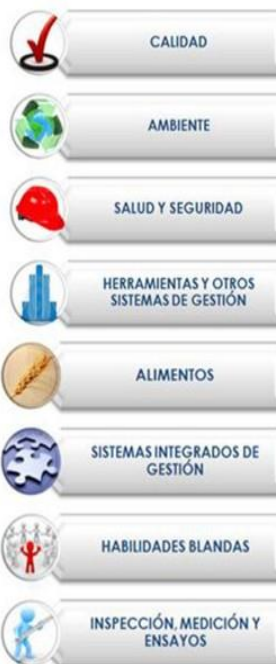 CALIDAD
AMBIENTE
SALUD Y SEGURIDAD
HERRAMIENTAS Y OTROS
SISTEMAS DE GESTIÓN
ALIMENTOS
SISTEMAS INTEGRADOS DE
GESTIÓN
HABILIDADES BLANDAS
INSPECCIÓN, MEDICIÓN Y
ENSAYOS